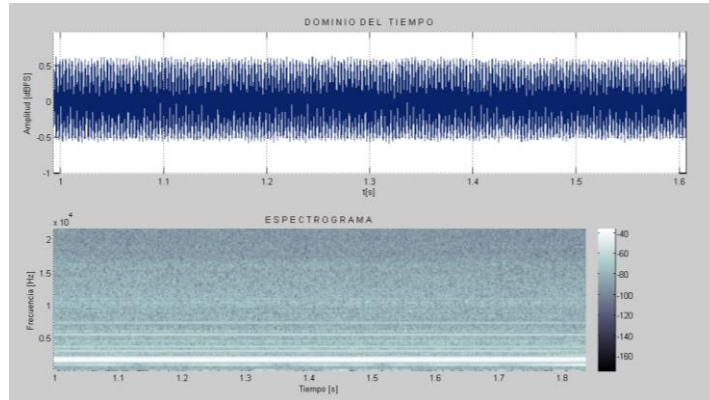 DOMINIO DEL TIEMPO
Amplitud [dBFS]
0.5
0
-0.5
-1
1 1.1 1.2 1.3 1.4 1.5 1.6
t[s]
ESPECTROGRAMA
x 10^4
Frecuencia [Hz]
2
1.5
1
0.5
1 1.1 1.2 1.3 1.4 1.5 1.6 1.7 1.8
Tiempo [s]
-40
-60
-80
-100
-120
-140
-160